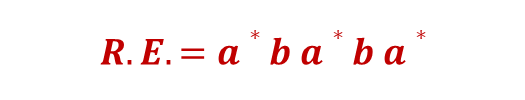 R. E. = a * b a * b a *